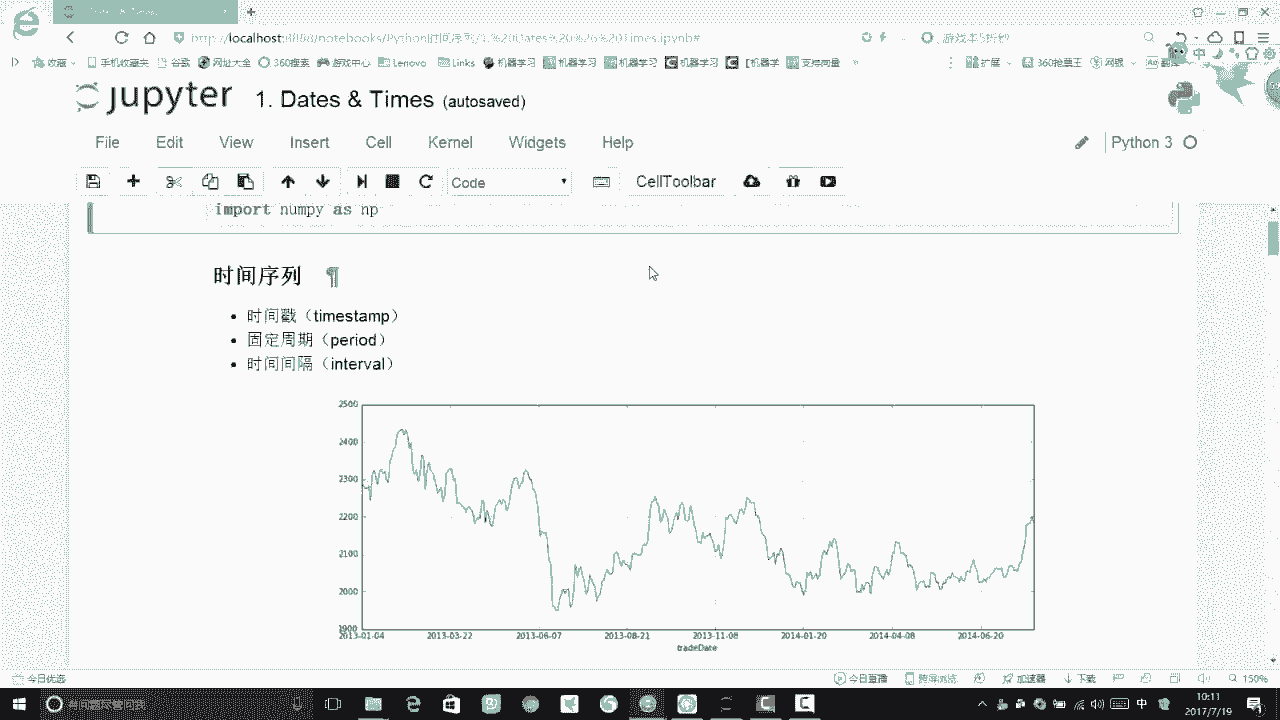 http://localhost:8888/notebooks/Python时间序列/1.%20Dates%20%26%20Times.ipynb#
收藏 手机收藏夹 谷歌 网址大全 360搜索 游戏中心 Lenovo Links 机器学习 机器学习 机器学习 机器学习 【机器学 支持向量 » 扩展 360抢票王 网银
jupyter 1. Dates & Times (autosaved)
File Edit View Insert Cell Kernel Widgets Help Python 3
Code CellToolbar
import numpy as np
时间序列 ¶
时间戳（timestamp）
固定周期（period）
时间间隔（interval）
2500
2400
2300
2200
2100
2000
1900
2013-01-04 2013-03-22 2013-06-07 2013-08-21 2013-11-08 2014-01-20 2014-04-08 2014-06-20
tradeDate
今日优选 今日直播 跨屏浏览 加速器 下载 150%
中 10:11
2017/7/19